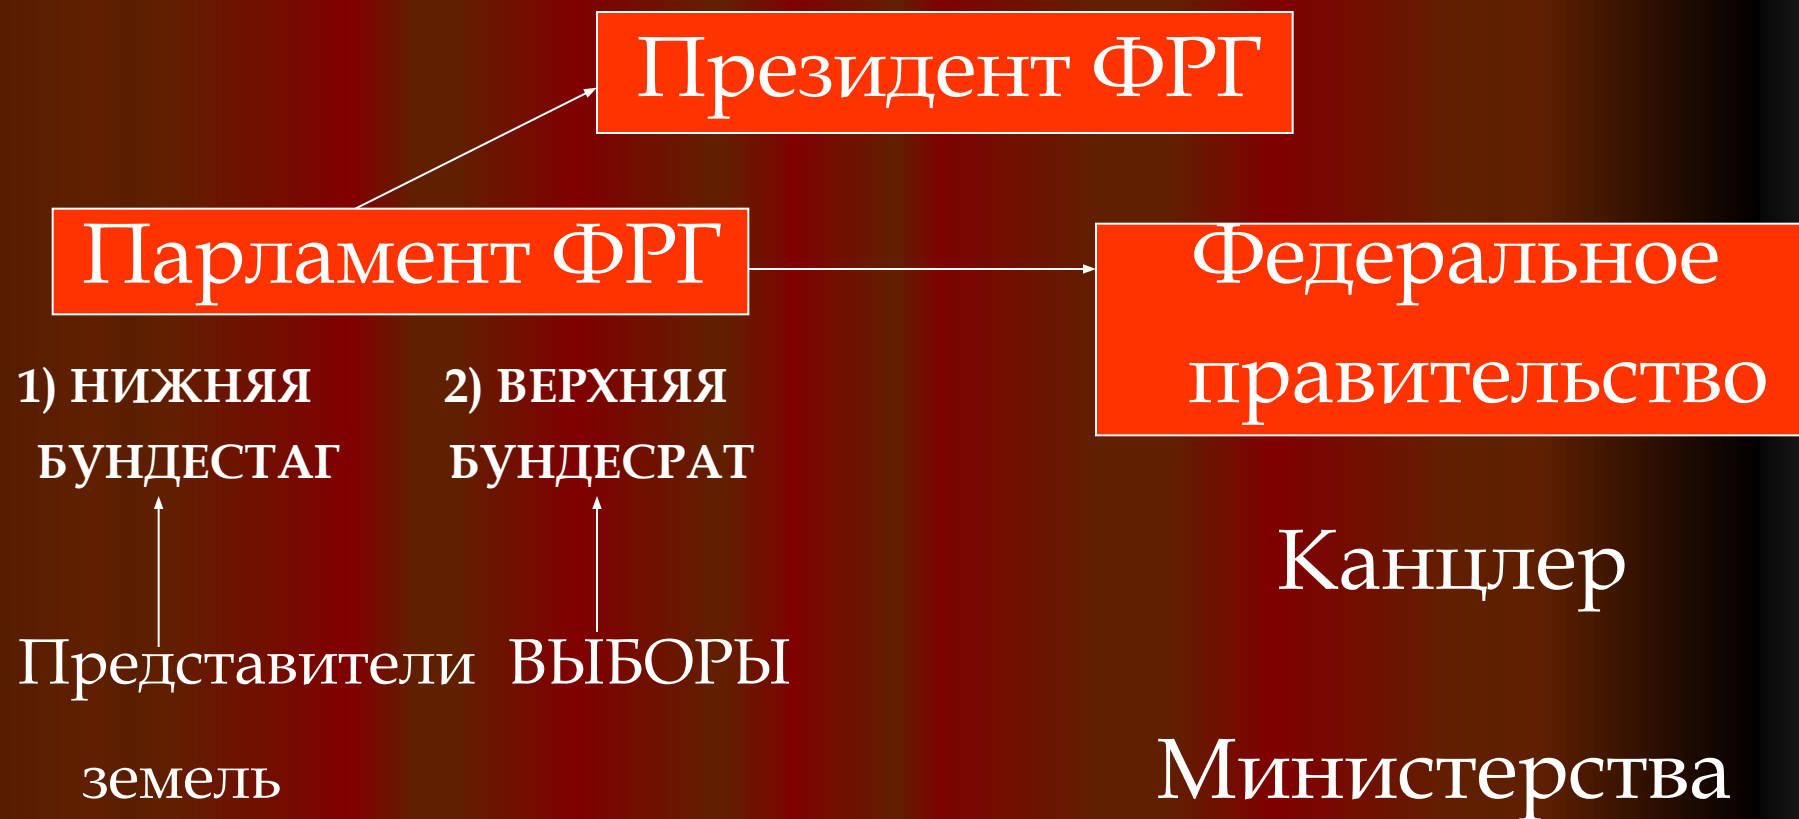 Президент ФРГ
Парламент ФРГ
Федеральное
правительство
1) НИЖНЯЯ
БУНДЕСТАГ
2) ВЕРХНЯЯ
БУНДЕСРАТ
Представители
земель
ВЫБОРЫ
Канцлер
Министерства